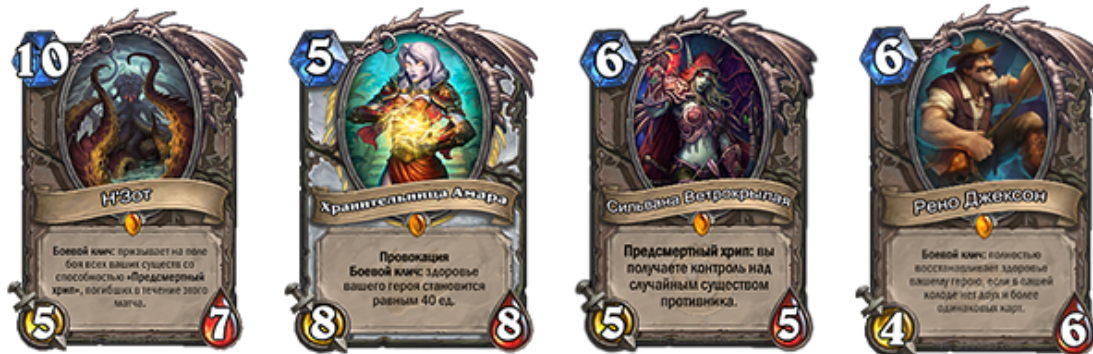 10
Н'Зот
Боевой клич: призывает на поле
боя всех ваших существ со
способностью «Предсмертный
хрип», погибших в течение этого
матча.
5
7
5
Хранительница Амара
Провокация
Боевой клич: здоровье
вашего героя становится
равным 40 ед.
8
8
6
Сильвана Ветрокрылая
Предсмертный хрип: вы
получаете контроль над
случайным существом
противника.
5
5
6
Рено Джексон
Боевой клич: полностью
восстанавливает здоровье
вашему герою, если в вашей
колоде нет двух и более
одинаковых карт.
4
6